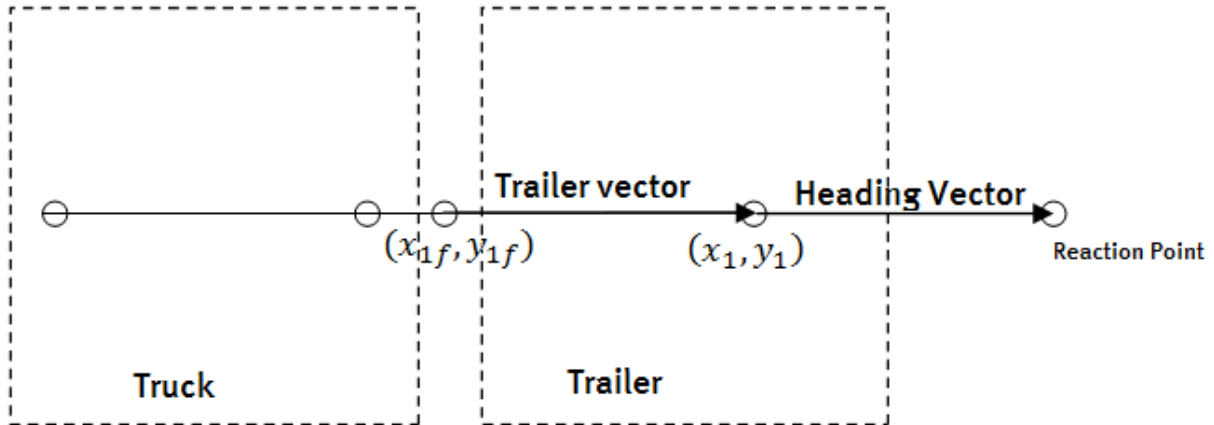 Trailer vector
Heading Vector
(x₁f, y₁f)
(x₁, y₁)
Reaction Point
Truck
Trailer